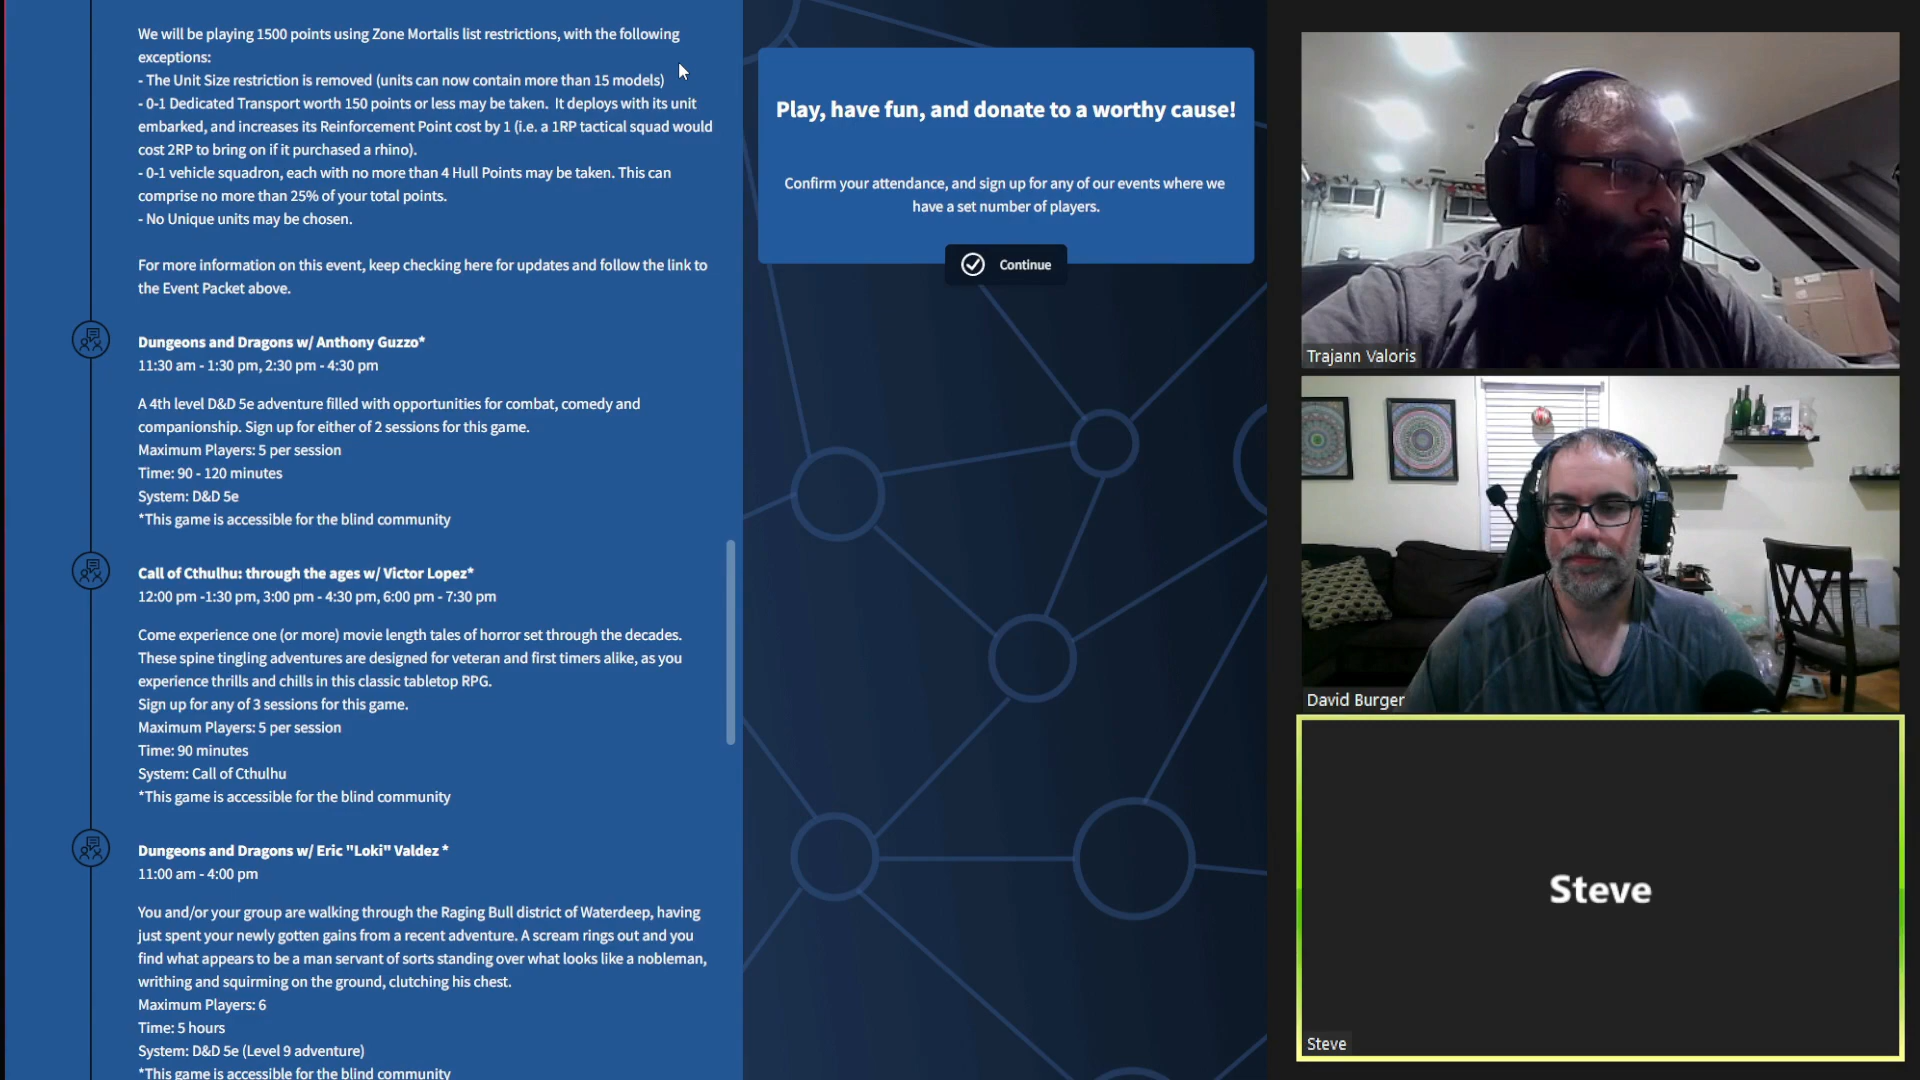 We will be playing 1500 points using Zone Mortalis list restrictions, with the following
exceptions:
- The Unit Size restriction is removed (units can now contain more than 15 models)
- 0-1 Dedicated Transport worth 150 points or less may be taken.  It deploys with its unit
embarked, and increases its Reinforcement Point cost by 1 (i.e. a 1RP tactical squad would
cost 2RP to bring on if it purchased a rhino).
- 0-1 vehicle squadron, each with no more than 4 Hull Points may be taken. This can
comprise no more than 25% of your total points.
- No Unique units may be chosen.
For more information on this event, keep checking here for updates and follow the link to
the Event Packet above.
Dungeons and Dragons w/ Anthony Guzzo*
11:30 am - 1:30 pm, 2:30 pm - 4:30 pm
A 4th level D&D 5e adventure filled with opportunities for combat, comedy and
companionship. Sign up for either of 2 sessions for this game.
Maximum Players: 5 per session
Time: 90 - 120 minutes
System: D&D 5e
*This game is accessible for the blind community
Call of Cthulhu: through the ages w/ Victor Lopez*
12:00 pm -1:30 pm, 3:00 pm - 4:30 pm, 6:00 pm - 7:30 pm
Come experience one (or more) movie length tales of horror set through the decades.
These spine tingling adventures are designed for veteran and first timers alike, as you
experience thrills and chills in this classic tabletop RPG.
Sign up for any of 3 sessions for this game.
Maximum Players: 5 per session
Time: 90 minutes
System: Call of Cthulhu
*This game is accessible for the blind community
Dungeons and Dragons w/ Eric "Loki" Valdez *
11:00 am - 4:00 pm
You and/or your group are walking through the Raging Bull district of Waterdeep, having
just spent your newly gotten gains from a recent adventure. A scream rings out and you
find what appears to be a man servant of sorts standing over what looks like a nobleman,
writhing and squirming on the ground, clutching his chest.
Maximum Players: 6
Time: 5 hours
System: D&D 5e (Level 9 adventure)
*This game is accessible for the blind community
Play, have fun, and donate to a worthy cause!
Confirm your attendance, and sign up for any of our events where we
have a set number of players.
Continue
Trajann Valoris
David Burger
Steve
Steve